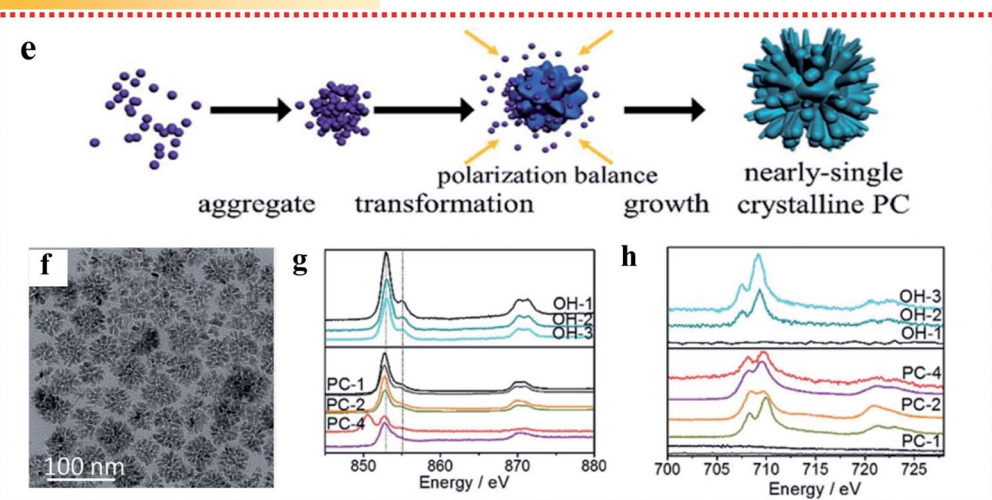 e
polarization balance
nearly-single
aggregate transformation growth crystalline PC
f
100 nm
g
OH-1
OH-2
OH-3
PC-1
PC-2
PC-4
850 860 870 880
Energy / eV
h
OH-3
OH-2
OH-1
PC-4
PC-2
PC-1
700 705 710 715 720 725
Energy / eV